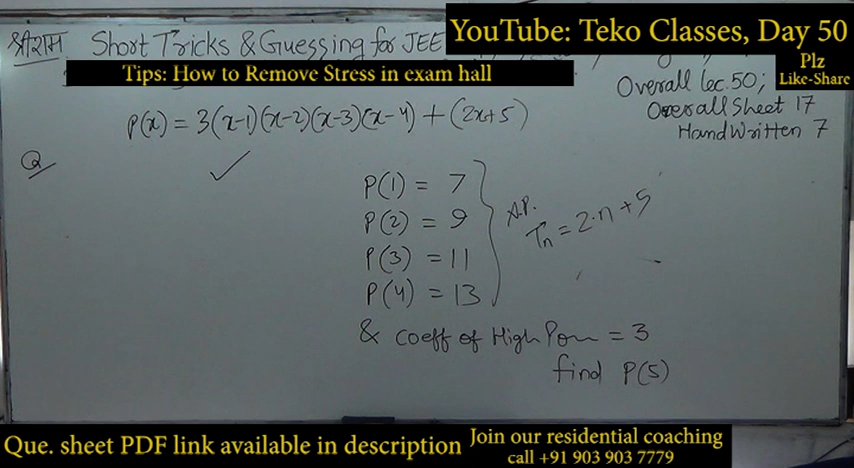 श्रीराम Short Tricks & Guessing for JEE
YouTube: Teko Classes, Day 50
Plz
Like-Share
Tips: How to Remove Stress in exam hall
Overall lec. 50;
Overall Sheet 17
HandWritten 7
P(x) = 3(x-1)(x-2)(x-3)(x-4) + (2x+5)
Q
P(1) = 7
P(2) = 9
P(3) = 11
P(4) = 13
A.P.
Tn = 2.n + 5
& coeff of High Pow = 3
find P(5)
Que. sheet PDF link available in description
Join our residential coaching
call +91 903 903 7779